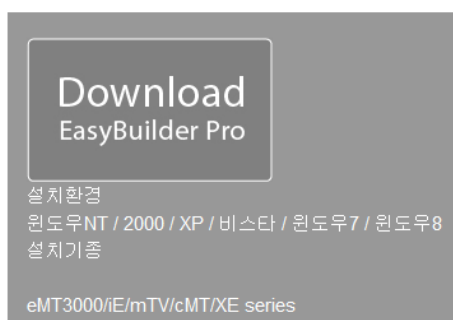 Download
EasyBuilder Pro
설치환경
윈도우NT / 2000 / XP / 비스타 / 윈도우7 / 윈도우8
설치기종
eMT3000/iE/mTV/cMT/XE series